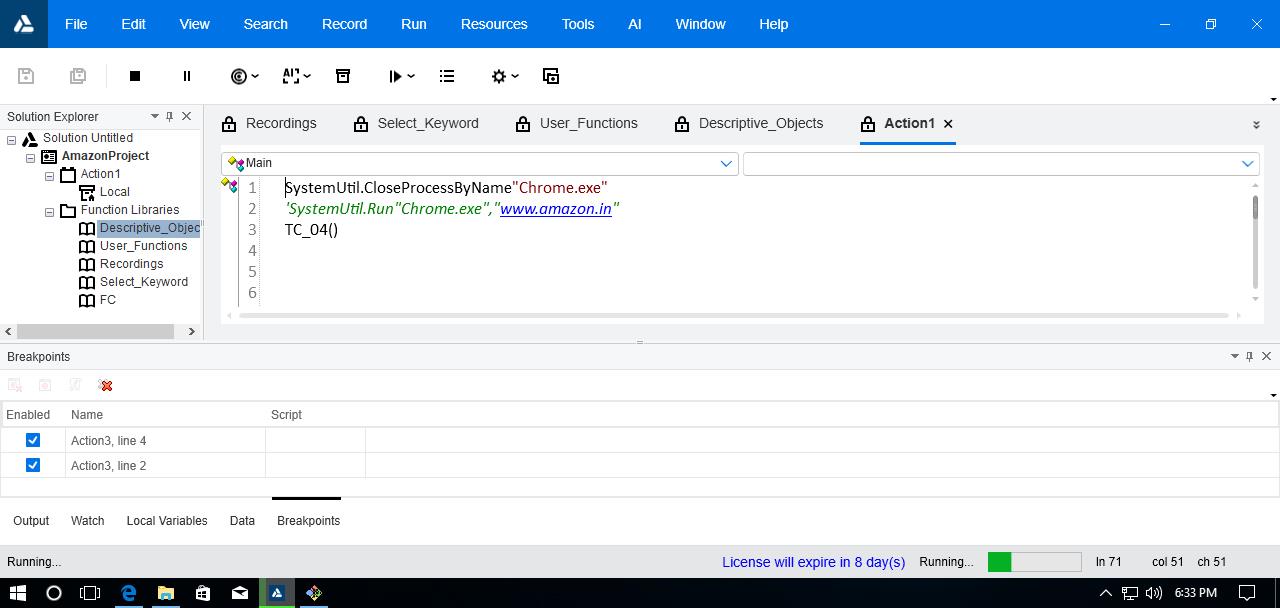 File Edit View Search Record Run Resources Tools AI Window Help
Solution Explorer
Solution Untitled
AmazonProject
Action1
Local
Function Libraries
Descriptive_Objec
User_Functions
Recordings
Select_Keyword
FC
Recordings Select_Keyword User_Functions Descriptive_Objects Action1
Main
1 SystemUtil.CloseProcessByName"Chrome.exe"
2 'SystemUtil.Run"Chrome.exe","www.amazon.in"
3 TC_04()
4
5
6
Breakpoints
Enabled Name Script
Action3, line 4
Action3, line 2
Output Watch Local Variables Data Breakpoints
Running... License will expire in 8 day(s) Running... ln 71 col 51 ch 51
6:33 PM